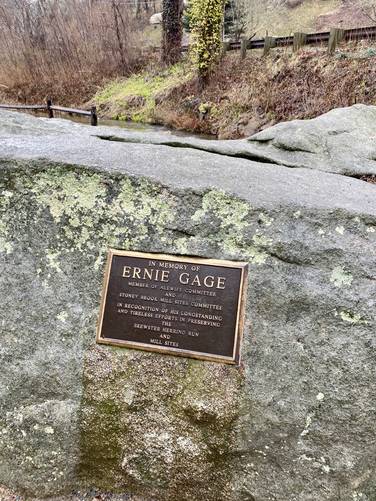 IN MEMORY OF
ERNIE GAGE
MEMBER OF ALEWIFE COMMITTEE
AND
STONEY BROOK MILL SITES COMMITTEE
IN RECOGNITION OF HIS LONGSTANDING
AND TIRELESS EFFORTS IN PRESERVING
THE
BREWSTER HERRING RUN
AND
MILL SITES